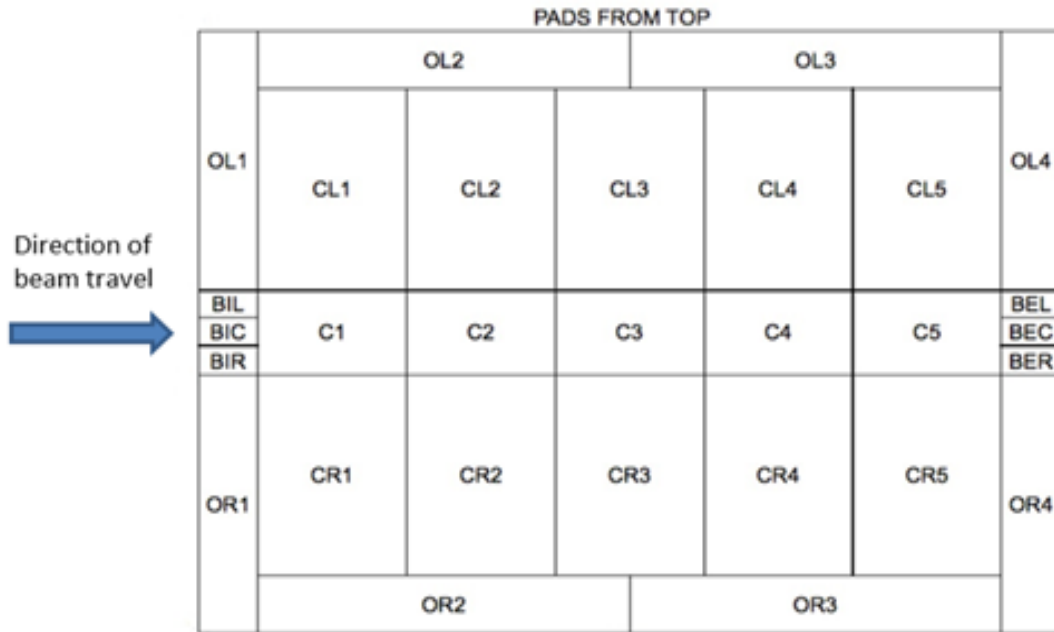 PADS FROM TOP
OL2 OL3
OL1 OL4
CL1 CL2 CL3 CL4 CL5
Direction of
beam travel
BIL BEL
BIC C1 C2 C3 C4 C5 BEC
BIR BER
CR1 CR2 CR3 CR4 CR5
OR1 OR4
OR2 OR3